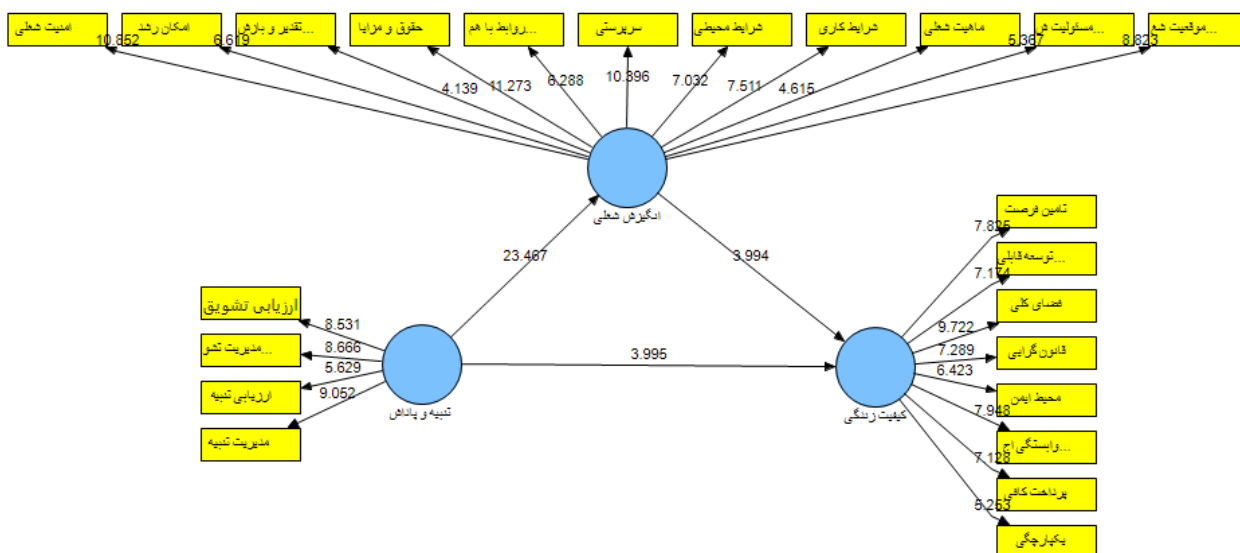 موقعیت شغ...
مسئولیت ش...
ماهیت شغلی
شرایط کاری
شرایط محیطی
سرپرستی
روابط با هم...
حقوق و مزایا
تقدیر و بازش...
امکان رشد
امنیت شغلی
8.823
5.367
4.615
7.511
7.032
10.396
6.288
11.273
4.139
6.619
10.852
انگیزش شغلی
23.467
3.994
3.995
تنبیه و پاداش
کیفیت زندگی
ارزیابی تشویق
8.531
مدیریت تشو...
8.666
ارزیابی تنبیه
5.629
مدیریت تنبیه
9.052
تامین فرصت
7.825
توسعه قابلی...
7.174
فضای کلی
9.722
قانون گرایی
7.289
محیط ایمن
6.423
وابستگی اج...
7.948
پرداخت کافی
7.128
یکپارچگی
5.253